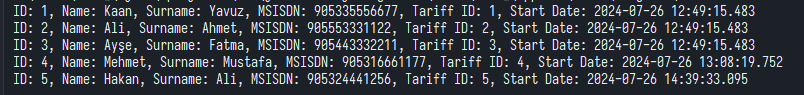 ID: 1, Name: Kaan, Surname: Yavuz, MSISDN: 905335556677, Tariff ID: 1, Start Date: 2024-07-26 12:49:15.483
ID: 2, Name: Ali, Surname: Ahmet, MSISDN: 905553331122, Tariff ID: 2, Start Date: 2024-07-26 12:49:15.483
ID: 3, Name: Ayşe, Surname: Fatma, MSISDN: 905443332211, Tariff ID: 3, Start Date: 2024-07-26 12:49:15.483
ID: 4, Name: Mehmet, Surname: Mustafa, MSISDN: 905316661177, Tariff ID: 4, Start Date: 2024-07-26 13:08:19.752
ID: 5, Name: Hakan, Surname: Ali, MSISDN: 905324441256, Tariff ID: 5, Start Date: 2024-07-26 14:39:33.095